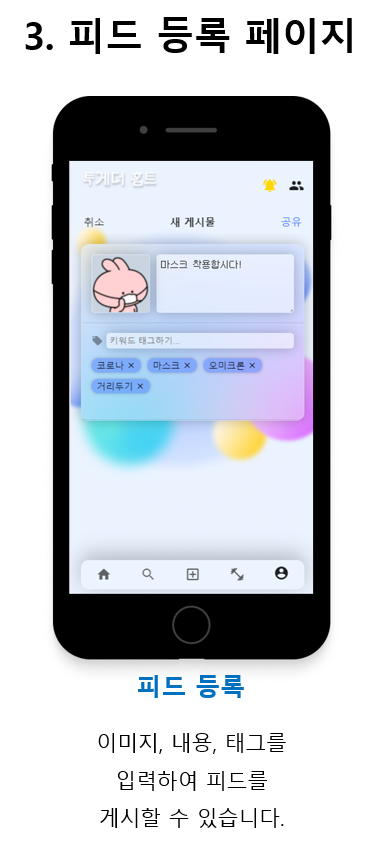 3. 피드 등록 페이지
투게더 홈트
취소 새 게시물 공유
마스크 착용합시다!
키워드 태그하기...
코로나 × 마스크 × 오미크론 ×
거리두기 ×
피드 등록
이미지, 내용, 태그를
입력하여 피드를
게시할 수 있습니다.